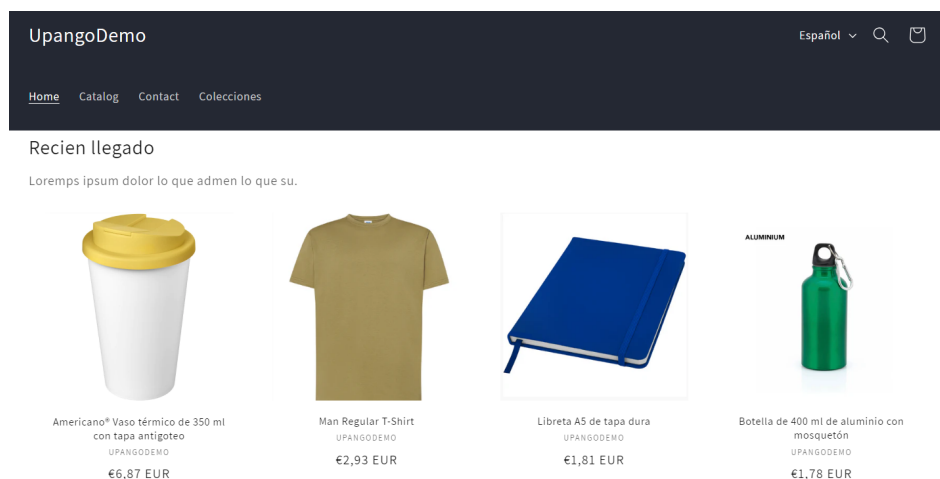 UpangoDemo
Español
Home Catalog Contact Colecciones
Recien llegado
Loremps ipsum dolor lo que admen lo que su.
ALUMINIUM
Americano® Vaso térmico de 350 ml
con tapa antigoteo
UPANGODEMO
€6,87 EUR
Man Regular T-Shirt
UPANGODEMO
€2,93 EUR
Libreta A5 de tapa dura
UPANGODEMO
€1,81 EUR
Botella de 400 ml de aluminio con
mosquetón
UPANGODEMO
€1,78 EUR